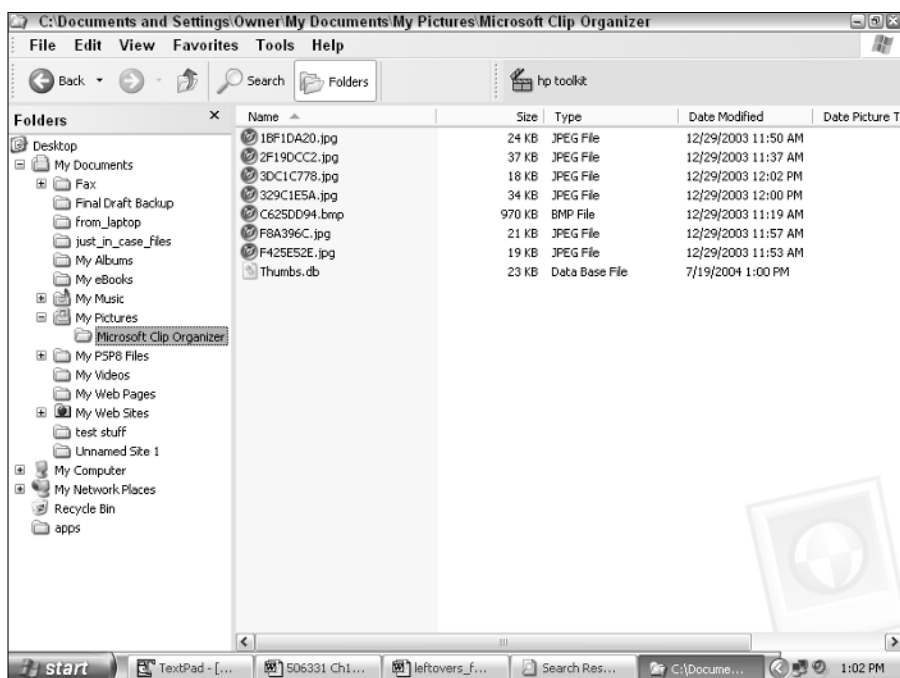 C:\Documents and Settings\Owner\My Documents\My Pictures\Microsoft Clip Organizer
File Edit View Favorites Tools Help
Back Search Folders hp toolkit
Folders × Name Size Type Date Modified Date Picture T
Desktop
My Documents
Fax
Final Draft Backup
from_laptop
just_in_case_files
My Albums
My eBooks
My Music
My Pictures
Microsoft Clip Organizer
My PSP8 Files
My Videos
My Web Pages
My Web Sites
test stuff
Unnamed Site 1
My Computer
My Network Places
Recycle Bin
apps
1BF1DA20.jpg 24 KB JPEG File 12/29/2003 11:50 AM
2F19DCC2.jpg 37 KB JPEG File 12/29/2003 11:37 AM
3DC1C778.jpg 18 KB JPEG File 12/29/2003 12:02 PM
329C1E5A.jpg 34 KB JPEG File 12/29/2003 12:00 PM
C625DD94.bmp 970 KB BMP File 12/29/2003 11:19 AM
F8A396C.jpg 21 KB JPEG File 12/29/2003 11:57 AM
F425E52E.jpg 19 KB JPEG File 12/29/2003 11:53 AM
Thumbs.db 23 KB Data Base File 7/19/2004 1:00 PM
start TextPad - [... 506331 Ch1... leftovers_f... Search Res... C:\Docume... 1:02 PM